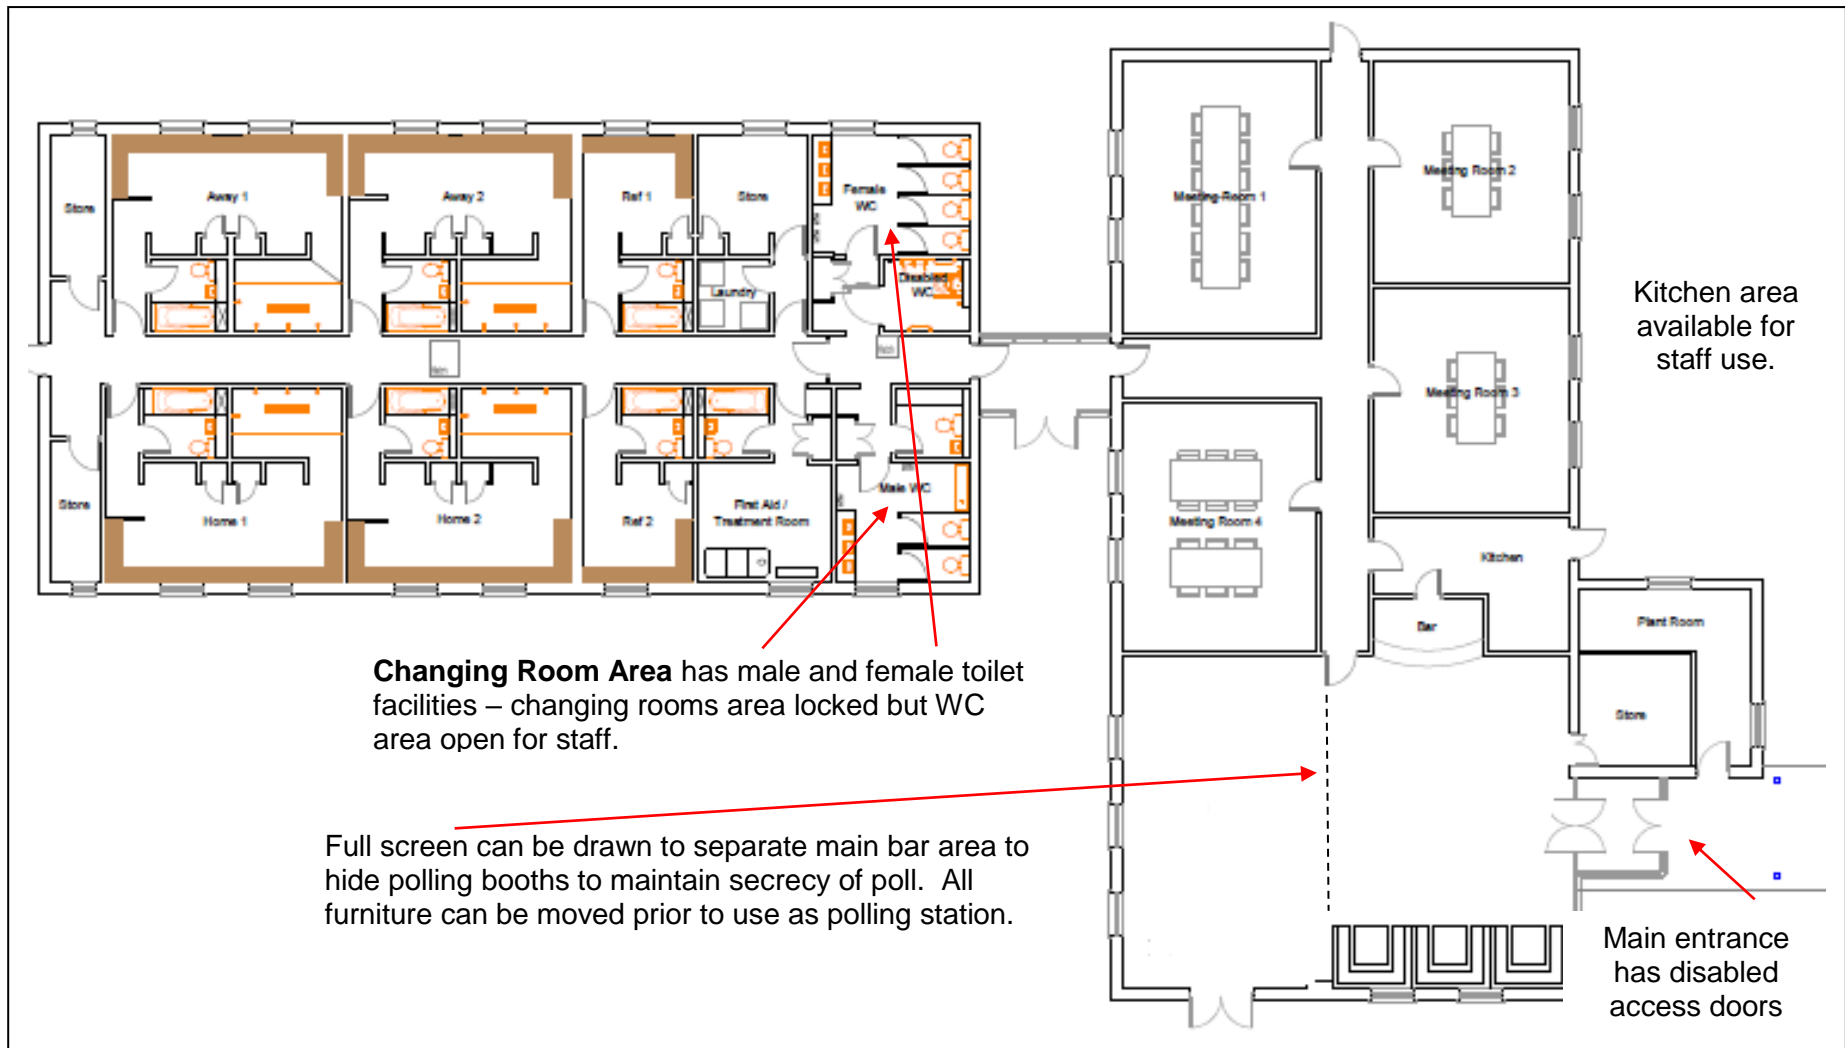 Away 1
Away 2
Ref 1
Store
Female
WC
Store
Disabled
WC
Laundry
Meeting Room 1
Meeting Room 2
Meeting Room 3
Kitchen area
available for
staff use.
Store
Home 1
Home 2
Ref 2
First Aid /
Treatment Room
Male WC
Meeting Room 4
Kitchen
Bar
Plant Room
Store
Changing Room Area has male and female toilet
facilities – changing rooms area locked but WC
area open for staff.
Full screen can be drawn to separate main bar area to
hide polling booths to maintain secrecy of poll. All
furniture can be moved prior to use as polling station.
Main entrance
has disabled
access doors